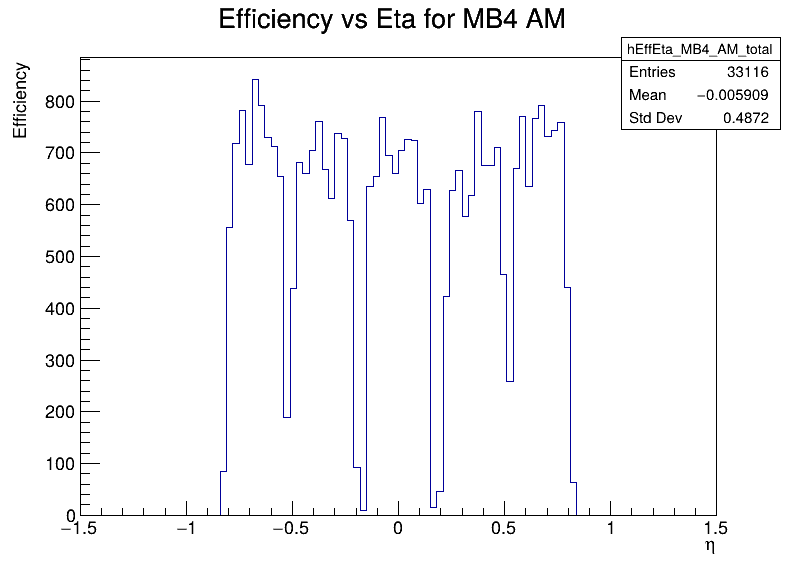 Efficiency vs Eta for MB4 AM
hEffEta_MB4_AM_total
Entries 33116
Mean −0.005909
Std Dev 0.4872
Efficiency
800
700
600
500
400
300
200
100
0
−1.5 −1 −0.5 0 0.5 1 1.5
η